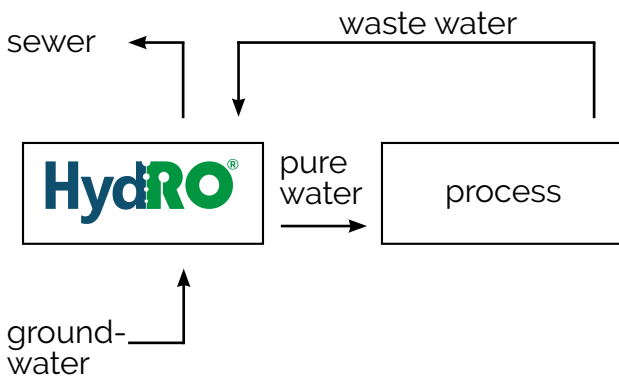 waste water
sewer
HydRO®
pure
water
process
ground-
water